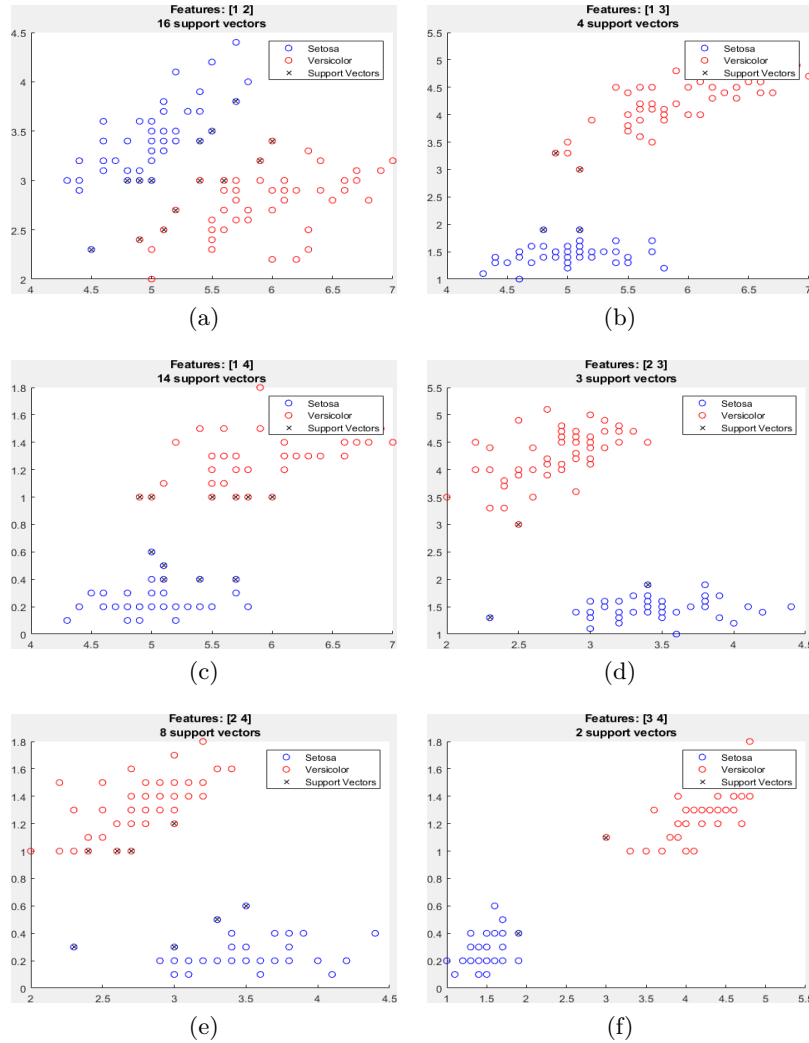 Features: [1 2]
16 support vectors
Setosa
Versicolor
Support Vectors
4.5
4
3.5
3
2.5
2
4 4.5 5 5.5 6 6.5 7
(a)
Features: [1 3]
4 support vectors
Setosa
Versicolor
Support Vectors
5.5
5
4.5
4
3.5
3
2.5
2
1.5
1
4 4.5 5 5.5 6 6.5 7
(b)
Features: [1 4]
14 support vectors
Setosa
Versicolor
Support Vectors
1.8
1.6
1.4
1.2
1
0.8
0.6
0.4
0.2
0
4 4.5 5 5.5 6 6.5 7
(c)
Features: [2 3]
3 support vectors
Setosa
Versicolor
Support Vectors
5.5
5
4.5
4
3.5
3
2.5
2
1.5
1
2 2.5 3 3.5 4 4.5
(d)
Features: [2 4]
8 support vectors
Setosa
Versicolor
Support Vectors
1.8
1.6
1.4
1.2
1
0.8
0.6
0.4
0.2
0
2 2.5 3 3.5 4 4.5
(e)
Features: [3 4]
2 support vectors
Setosa
Versicolor
Support Vectors
1.8
1.6
1.4
1.2
1
0.8
0.6
0.4
0.2
0
1 1.5 2 2.5 3 3.5 4 4.5 5 5.5
(f)